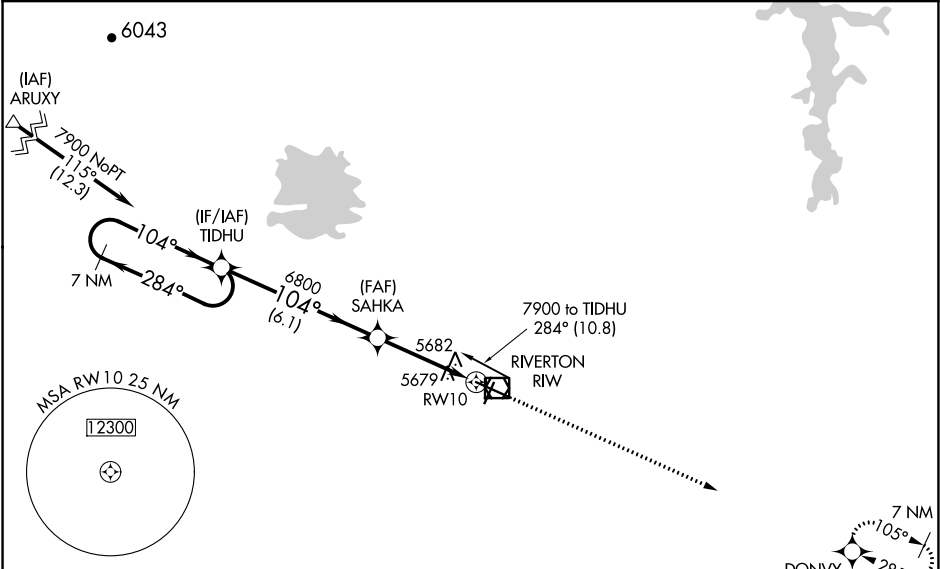 6043
(IAF)
ARUXY
7900 NoPT
115°
(12.3)
(IF/IAF)
TIDHU
104°
7 NM
284°
6800
104°
(6.1)
(FAF)
SAHKA
7900 to TIDHU
284° (10.8)
5682
5679
RIVERTON
RIW
RW10
MSA RW10 25 NM
12300
7 NM
105°